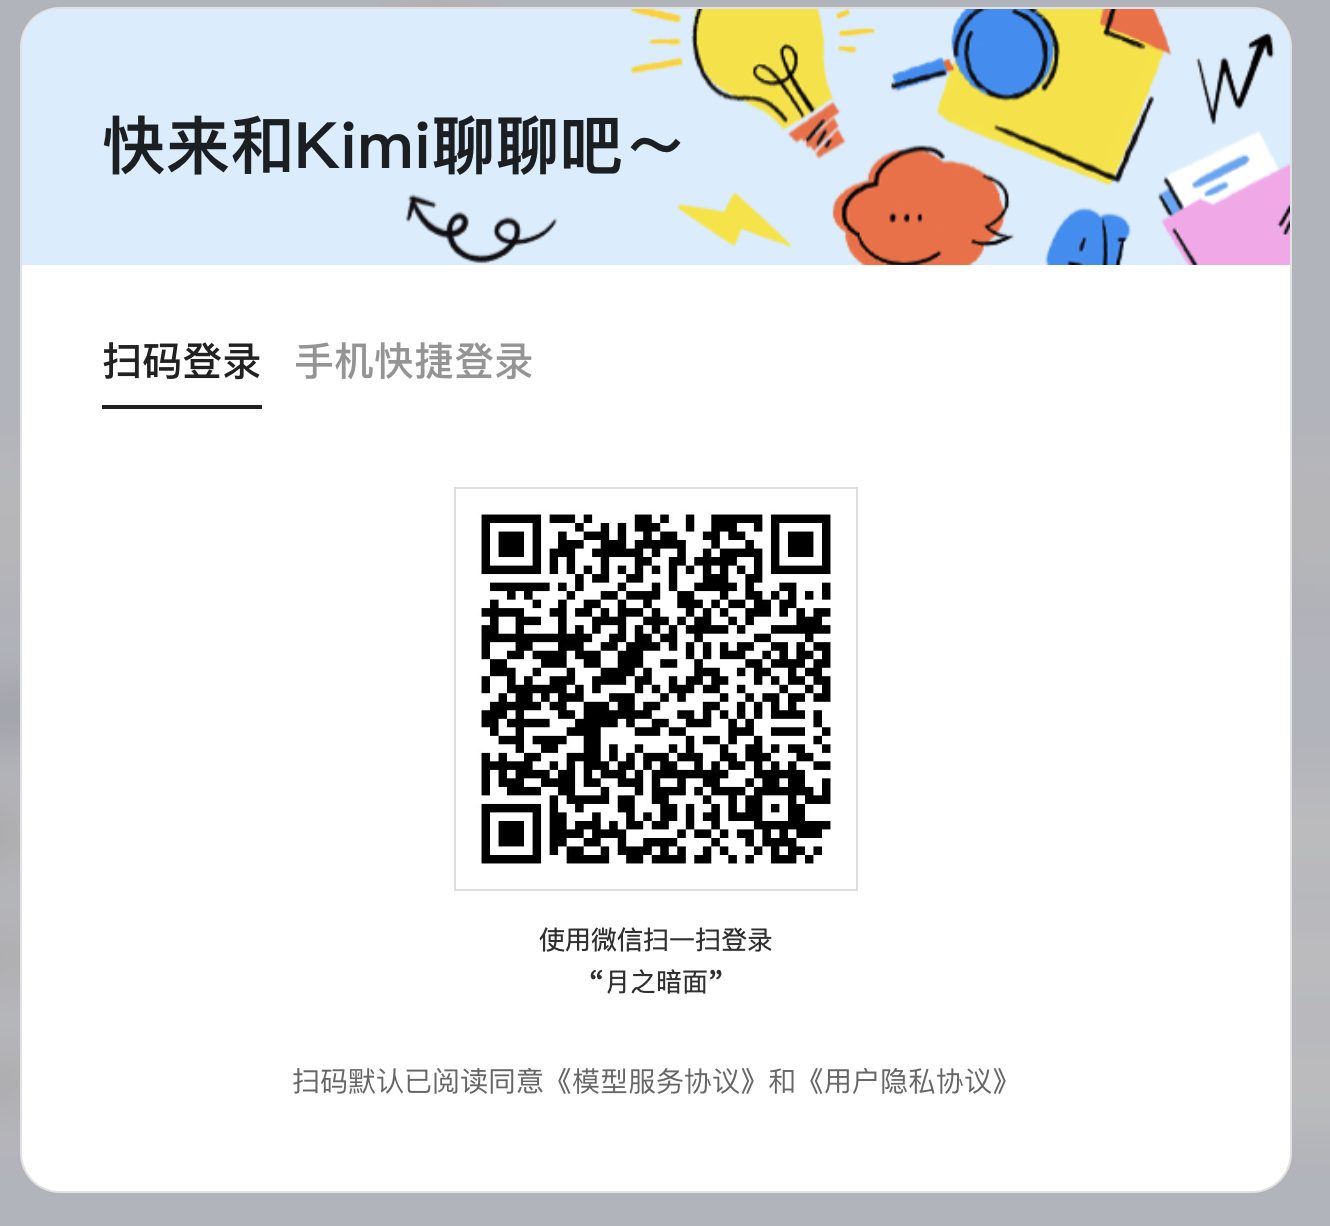 快来和Kimi聊聊吧～
扫码登录 手机快捷登录
使用微信扫一扫登录
“月之暗面”
扫码默认已阅读同意《模型服务协议》和《用户隐私协议》